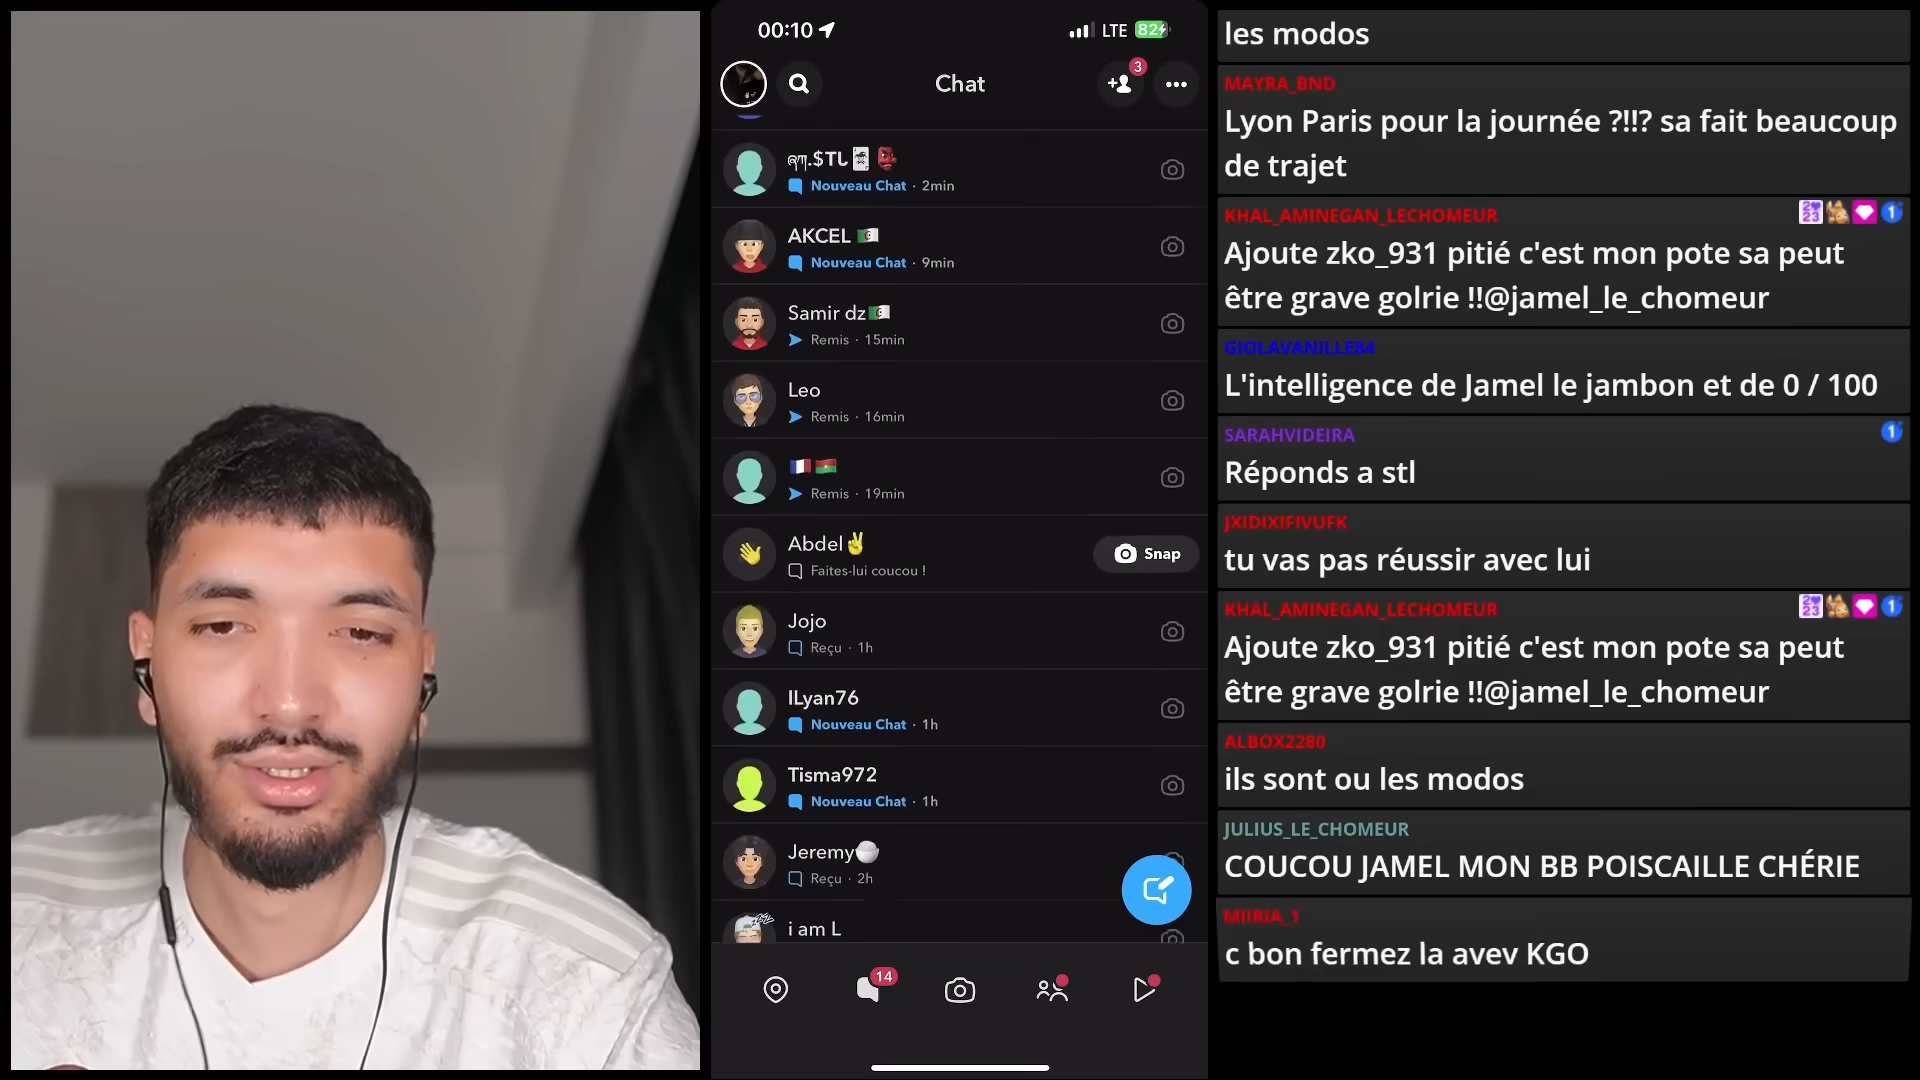 00:10
LTE
82
3
Chat
.$TL
Nouveau Chat · 2min
AKCEL
Nouveau Chat · 9min
Samir dz
Remis · 15min
Leo
Remis · 16min
Remis · 19min
Abdel
Faites-lui coucou !
Snap
Jojo
Reçu · 1h
lLyan76
Nouveau Chat · 1h
Tisma972
Nouveau Chat · 1h
Jeremy
Reçu · 2h
i am L
14
les modos
MAYRA_BND
Lyon Paris pour la journée ?!!? sa fait beaucoup
de trajet
KHAL_AMINEGAN_LECHOMEUR
Ajoute zko_931 pitié c'est mon pote sa peut
être grave golrie !!@jamel_le_chomeur
GIOLAVANILLE84
L'intelligence de Jamel le jambon et de 0 / 100
SARAHVIDEIRA
Réponds a stl
JXIDIXIFIVUFK
tu vas pas réussir avec lui
KHAL_AMINEGAN_LECHOMEUR
Ajoute zko_931 pitié c'est mon pote sa peut
être grave golrie !!@jamel_le_chomeur
ALBOX2280
ils sont ou les modos
JULIUS_LE_CHOMEUR
COUCOU JAMEL MON BB POISCAILLE CHÉRIE
MIIRIA_1
c bon fermez la avev KGO